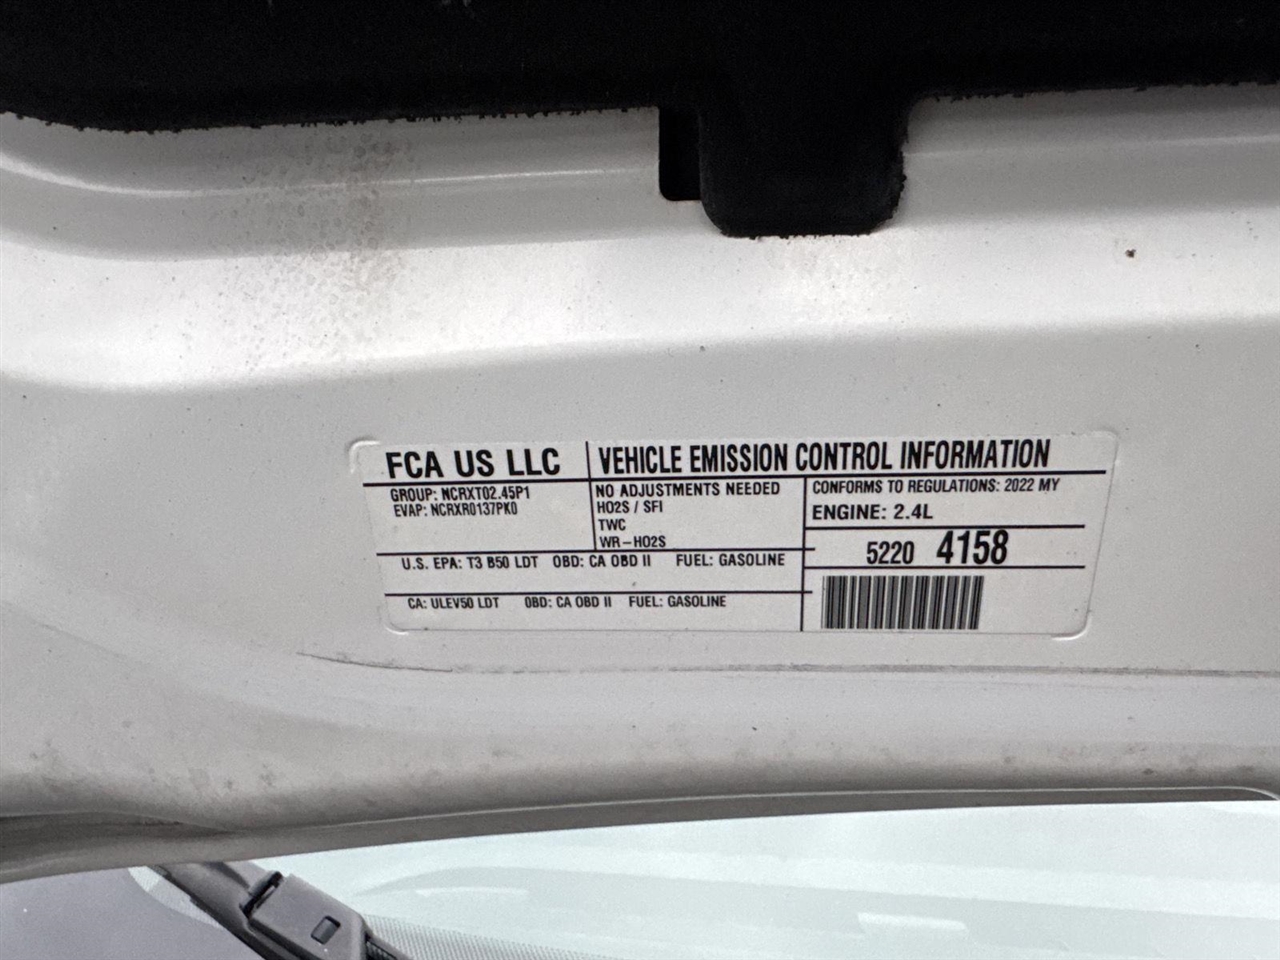 FCA US LLC
VEHICLE EMISSION CONTROL INFORMATION
GROUP: NCRXT02.45P1
EVAP: NCRXR0137PK0
NO ADJUSTMENTS NEEDED
HO2S / SFI
TWC
WR-HO2S
CONFORMS TO REGULATIONS: 2022 MY
ENGINE: 2.4L
5220 4158
U.S. EPA: T3 B50 LDT OBD: CA OBD II FUEL: GASOLINE
CA: ULEV50 LDT OBD: CA OBD II FUEL: GASOLINE